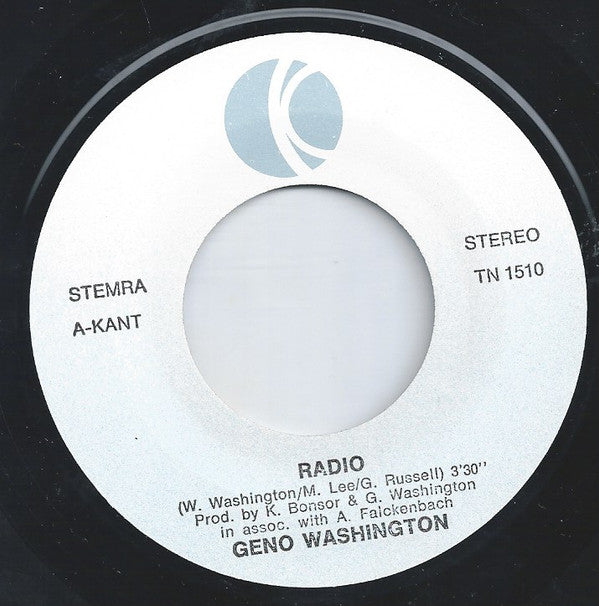 STEMRA
A-KANT
STEREO
TN 1510
RADIO
(W. Washington/M. Lee/G. Russell) 3'30''
Prod. by K. Bonsor & G. Washington
in assoc. with A. Falckenbach
GENO WASHINGTON